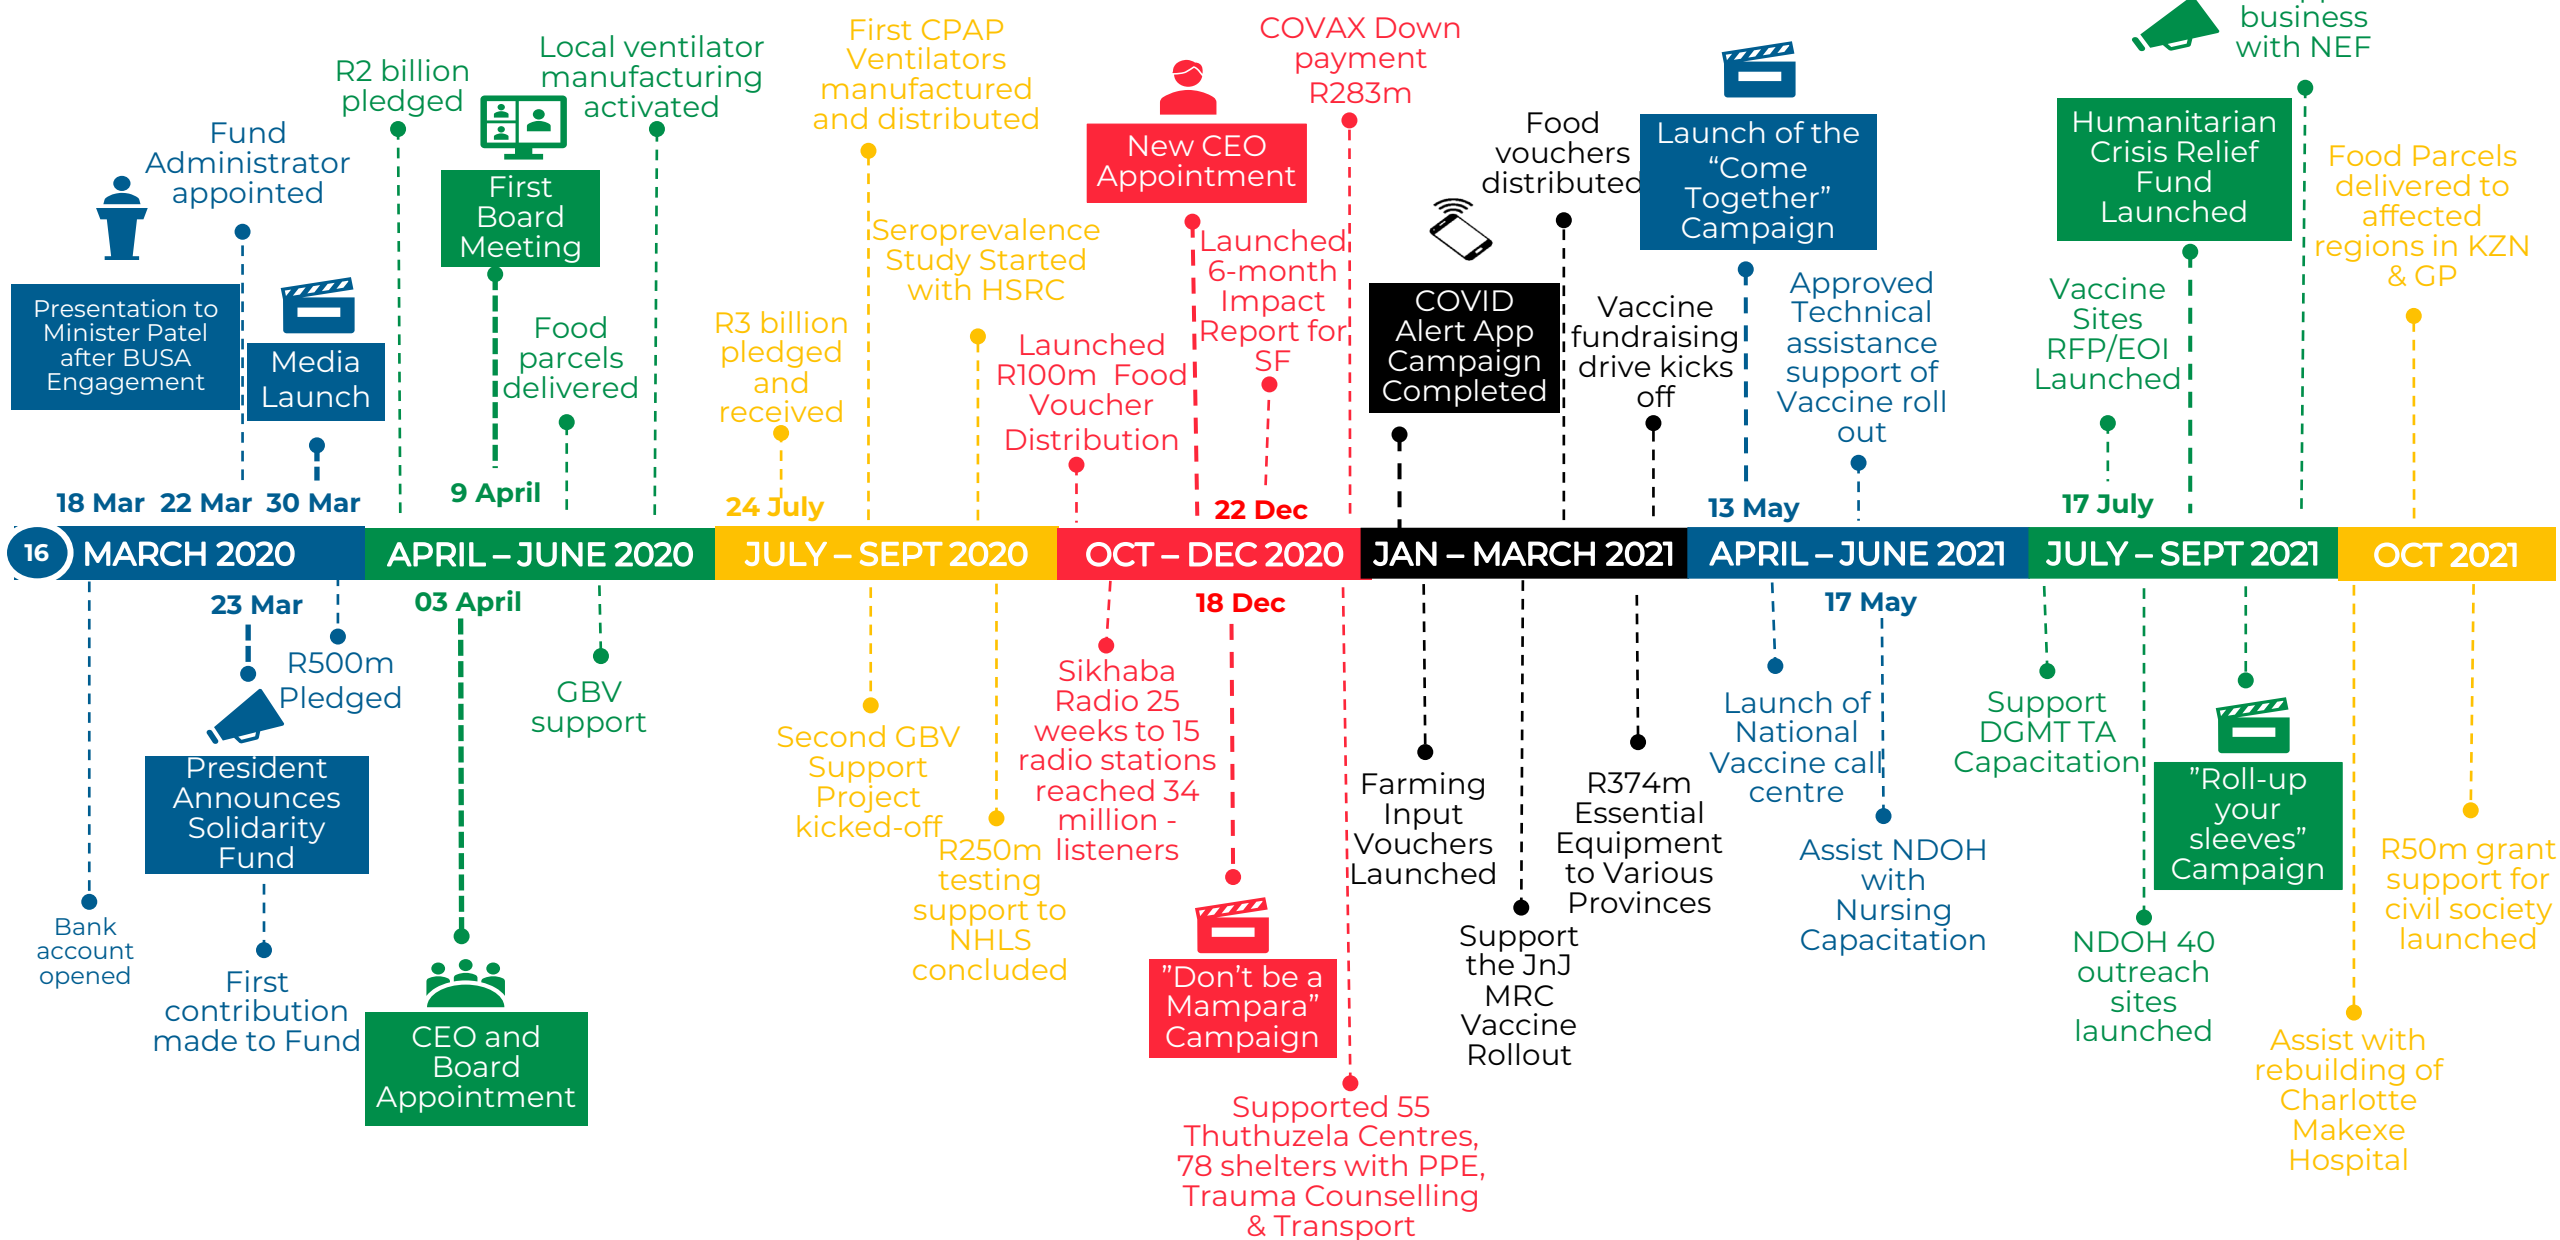 R2 billion
pledged
Local ventilator
manufacturing
activated
First CPAP
Ventilators
manufactured
and distributed
COVAX Down
payment
R283m
business
with NEF
Fund
Administrator
appointed
First
Board
Meeting
New CEO
Appointment
Food
vouchers
distributed
Launch of the
“Come
Together”
Campaign
Humanitarian
Crisis Relief
Fund
Launched
Food Parcels
delivered to
affected
regions in KZN
& GP
Presentation to
Minister Patel
after BUSA
Engagement
Media
Launch
Food
parcels
delivered
R3 billion
pledged
and
received
Seroprevalence
Study Started
with HSRC
Launched
R100m Food
Voucher
Distribution
Launched
6-month
Impact
Report for
SF
COVID
Alert App
Campaign
Completed
Vaccine
fundraising
drive kicks
off
Approved
Technical
assistance
support of
Vaccine roll
out
Vaccine
Sites
RFP/EOI
Launched
18 Mar 22 Mar 30 Mar
9 April
24 July
22 Dec
13 May
17 July
16 MARCH 2020
APRIL – JUNE 2020
JULY – SEPT 2020
OCT – DEC 2020
JAN – MARCH 2021
APRIL – JUNE 2021
JULY – SEPT 2021
OCT 2021
23 Mar
03 April
18 Dec
17 May
Bank
account
opened
President
Announces
Solidarity
Fund
R500m
Pledged
First
contribution
made to Fund
CEO and
Board
Appointment
GBV
support
Second GBV
Support
Project
kicked-off
R250m
testing
support to
NHLS
concluded
Sikhaba
Radio 25
weeks to 15
radio stations
reached 34
million -
listeners
”Don’t be a
Mampara”
Campaign
Supported 55
Thuthuzela Centres,
78 shelters with PPE,
Trauma Counselling
& Transport
Farming
Input
Vouchers
Launched
Support
the JnJ
MRC
Vaccine
Rollout
R374m
Essential
Equipment
to Various
Provinces
Launch of
National
Vaccine call
centre
Assist NDOH
with
Nursing
Capacitation
Support
DGMT TA
Capacitation
NDOH 40
outreach
sites
launched
”Roll-up
your
sleeves”
Campaign
Assist with
rebuilding of
Charlotte
Makexe
Hospital
R50m grant
support for
civil society
launched